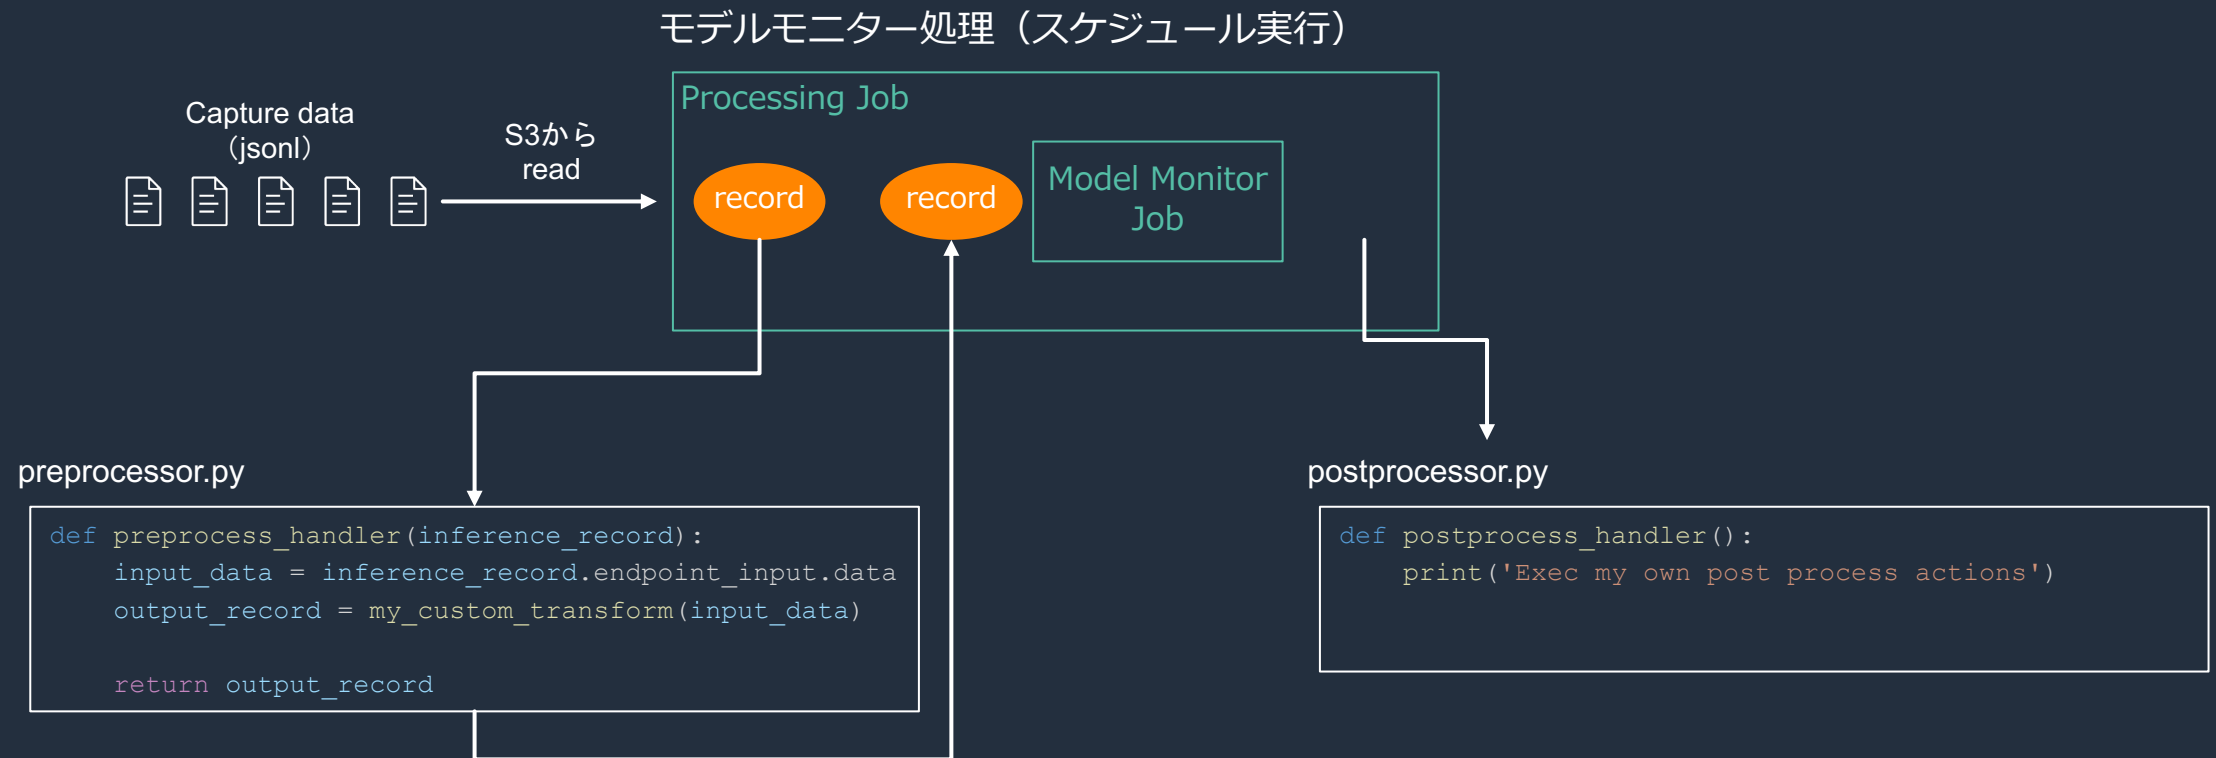 モデルモニター処理（スケジュール実行）
Capture data
（jsonl）
S3から
read
Processing Job
record
record
Model Monitor
Job
preprocessor.py
def preprocess_handler(inference_record):
    input_data = inference_record.endpoint_input.data
    output_record = my_custom_transform(input_data)
    return output_record
postprocessor.py
def postprocess_handler():
    print('Exec my own post process actions')